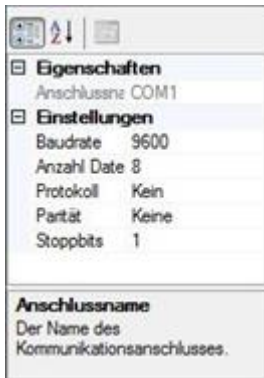 Eigenschaften
Anschlussna COM1
Einstellungen
Baudrate 9600
Anzahl Date 8
Protokoll Kein
Parität Keine
Stoppbits 1
Anschlussname
Der Name des
Kommunikationsanschlusses.